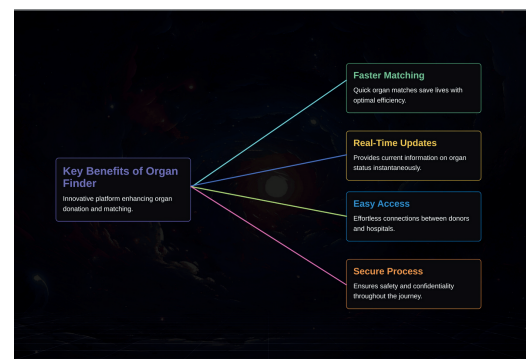 Key Benefits of Organ
Finder
Innovative platform enhancing organ
donation and matching.
Faster Matching
Quick organ matches save lives with
optimal efficiency.
Real-Time Updates
Provides current information on organ
status instantaneously.
Easy Access
Effortless connections between donors
and hospitals.
Secure Process
Ensures safety and confidentiality
throughout the journey.